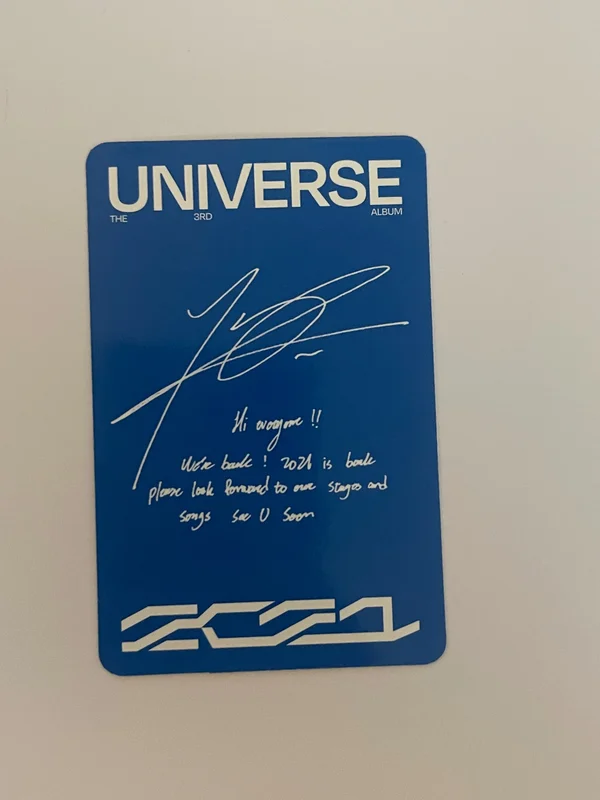 UNIVERSE
THE 3RD ALBUM
Hi everyone !!
We're back ! 2021 is back
please look forward to our stages and
songs see U soon
2021